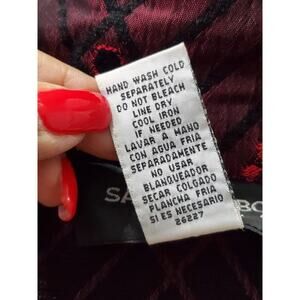 HAND WASH COLD
SEPARATELY
DO NOT BLEACH
LINE DRY
COOL IRON
IF NEEDED
LAVAR A MANO
CON AGUA FRIA
SEPARADAMENTE
NO USAR
BLANQUEADOR
SECAR COLGADO
PLANCHA FRIA
SI ES NECESARIO
26227